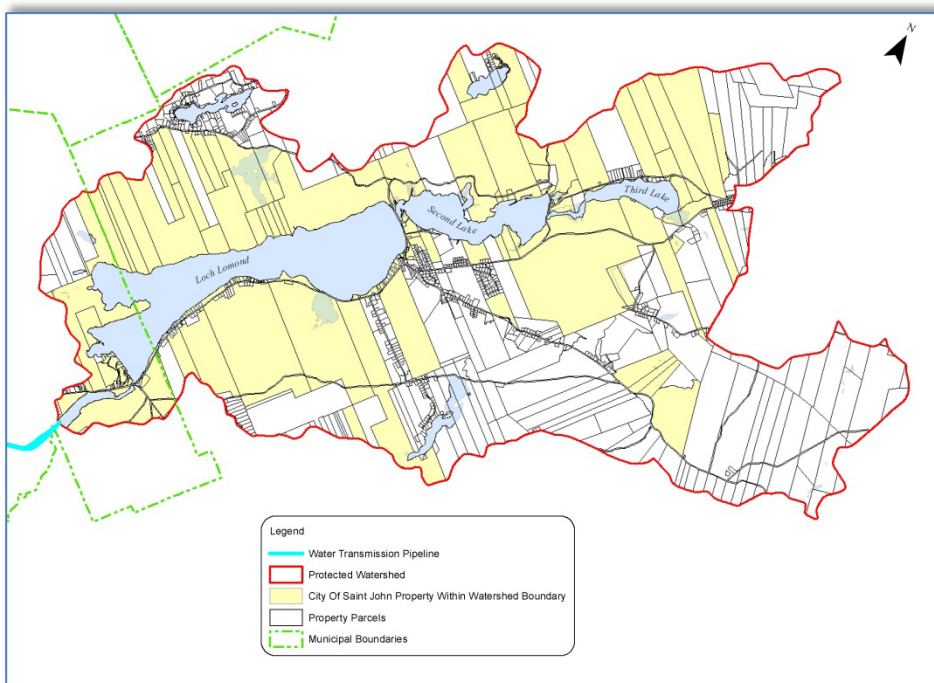 N
Loch Lomond
Second Lake
Third Lake
Legend
Water Transmission Pipeline
Protected Watershed
City Of Saint John Property Within Watershed Boundary
Property Parcels
Municipal Boundaries